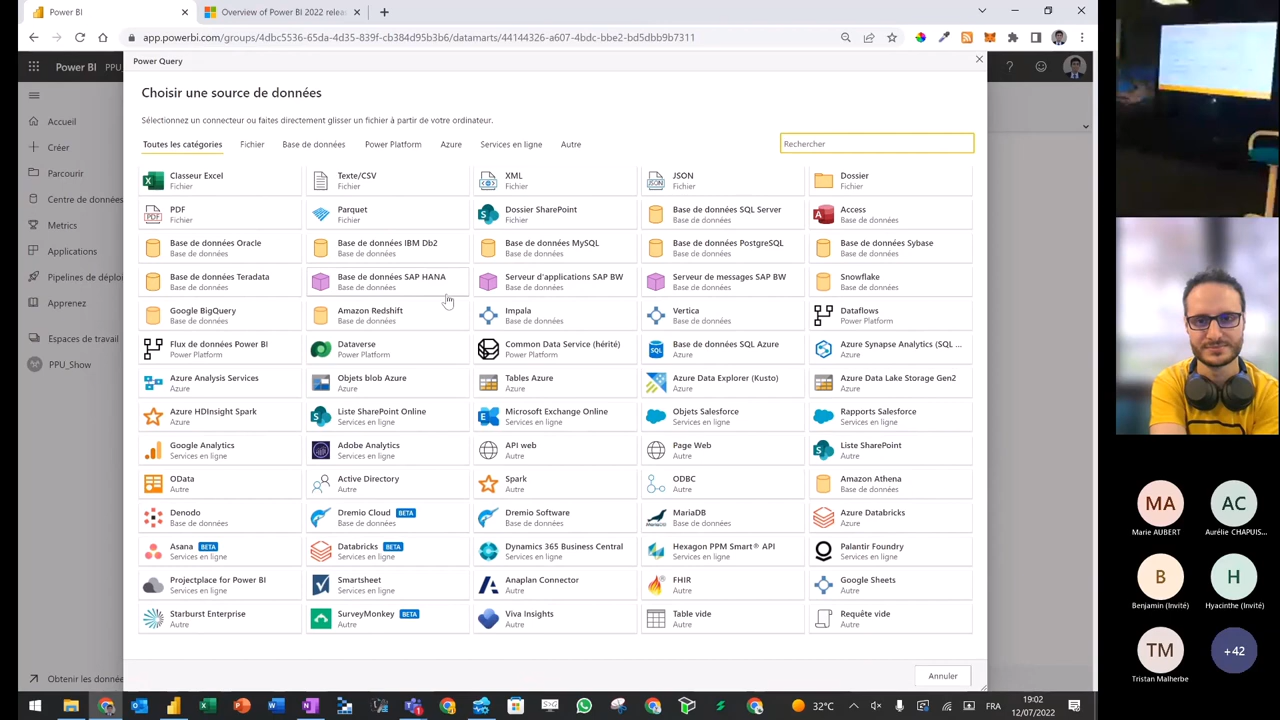 Power BI
Overview of Power BI 2022 relea
app.powerbi.com/groups/4dbc5536-65da-4d35-839f-cb384d95b3b6/datamarts/44144326-a607-4bdc-bbe2-bd5dbb9b7311
Power BI
PPU_
Power Query
Accueil
Créer
Parcourir
Centre de données
Metrics
Applications
Pipelines de déploi
Apprenez
Espaces de travail
PPU_Show
Obtenir les donnée
Choisir une source de données
Sélectionnez un connecteur ou faites directement glisser un fichier à partir de votre ordinateur.
Toutes les catégories
Fichier
Base de données
Power Platform
Azure
Services en ligne
Autre
Rechercher
Classeur Excel
Fichier
Texte/CSV
Fichier
XML
Fichier
JSON
Fichier
Dossier
Fichier
PDF
Fichier
Parquet
Fichier
Dossier SharePoint
Fichier
Base de données SQL Server
Base de données
Access
Base de données
Base de données Oracle
Base de données
Base de données IBM Db2
Base de données
Base de données MySQL
Base de données
Base de données PostgreSQL
Base de données
Base de données Sybase
Base de données
Base de données Teradata
Base de données
Base de données SAP HANA
Base de données
Serveur d'applications SAP BW
Base de données
Serveur de messages SAP BW
Base de données
Snowflake
Base de données
Google BigQuery
Base de données
Amazon Redshift
Base de données
Impala
Base de données
Vertica
Base de données
Dataflows
Power Platform
Flux de données Power BI
Power Platform
Dataverse
Power Platform
Common Data Service (hérité)
Power Platform
Base de données SQL Azure
Azure
Azure Synapse Analytics (SQL ...
Azure
Azure Analysis Services
Azure
Objets blob Azure
Azure
Tables Azure
Azure
Azure Data Explorer (Kusto)
Azure
Azure Data Lake Storage Gen2
Azure
Azure HDInsight Spark
Azure
Liste SharePoint Online
Services en ligne
Microsoft Exchange Online
Services en ligne
Objets Salesforce
Services en ligne
Rapports Salesforce
Services en ligne
Google Analytics
Services en ligne
Adobe Analytics
Services en ligne
API web
Autre
Page Web
Autre
Liste SharePoint
Autre
OData
Autre
Active Directory
Autre
Spark
Autre
ODBC
Autre
Amazon Athena
Base de données
Denodo
Base de données
Dremio Cloud BETA
Base de données
Dremio Software
Base de données
MariaDB
Base de données
Azure Databricks
Azure
Asana BETA
Services en ligne
Databricks BETA
Services en ligne
Dynamics 365 Business Central
Services en ligne
Hexagon PPM Smart® API
Services en ligne
Palantir Foundry
Services en ligne
Projectplace for Power BI
Services en ligne
Smartsheet
Services en ligne
Anaplan Connector
Autre
FHIR
Autre
Google Sheets
Autre
Starburst Enterprise
Autre
SurveyMonkey BETA
Autre
Viva Insights
Autre
Table vide
Autre
Requête vide
Autre
Annuler
32°C
FRA
19:02
12/07/2022
MA
Marie AUBERT
AC
Aurélie CHAPUIS...
B
Benjamin (Invité)
H
Hyacinthe (Invité)
TM
Tristan Malherbe
+42